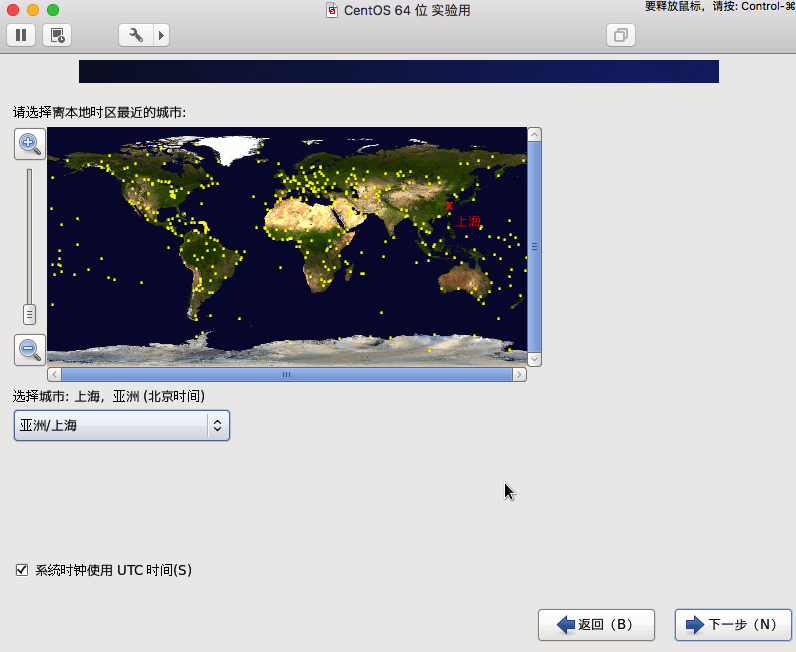 CentOS 64 位 实验用
要释放鼠标，请按: Control-⌘
请选择离本地时区最近的城市:
上海
选择城市: 上海，亚洲 (北京时间)
亚洲/上海
系统时钟使用 UTC 时间(S)
返回（B）
下一步（N）